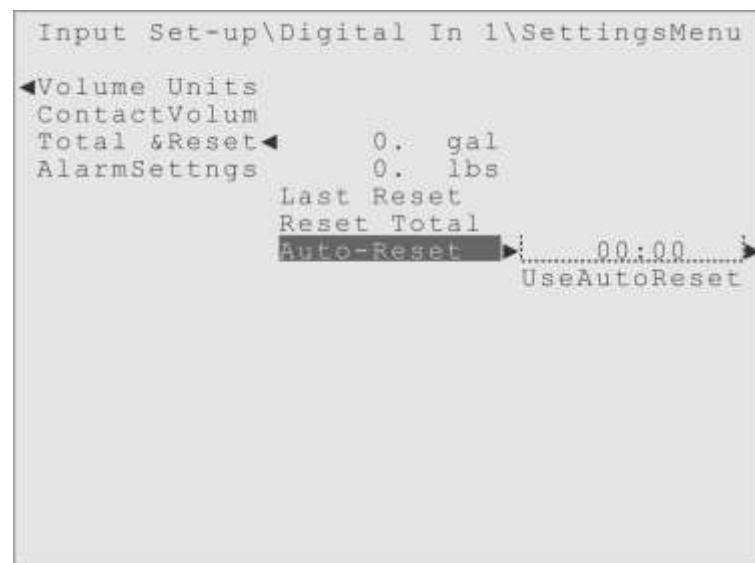 Input Set-up\Digital In 1\SettingsMenu
◀Volume Units
ContactVolum
Total &Reset◀ 0. gal
AlarmSettngs 0. lbs
Last Reset
Reset Total
Auto-Reset ▶ 00:00 ▶
UseAutoReset